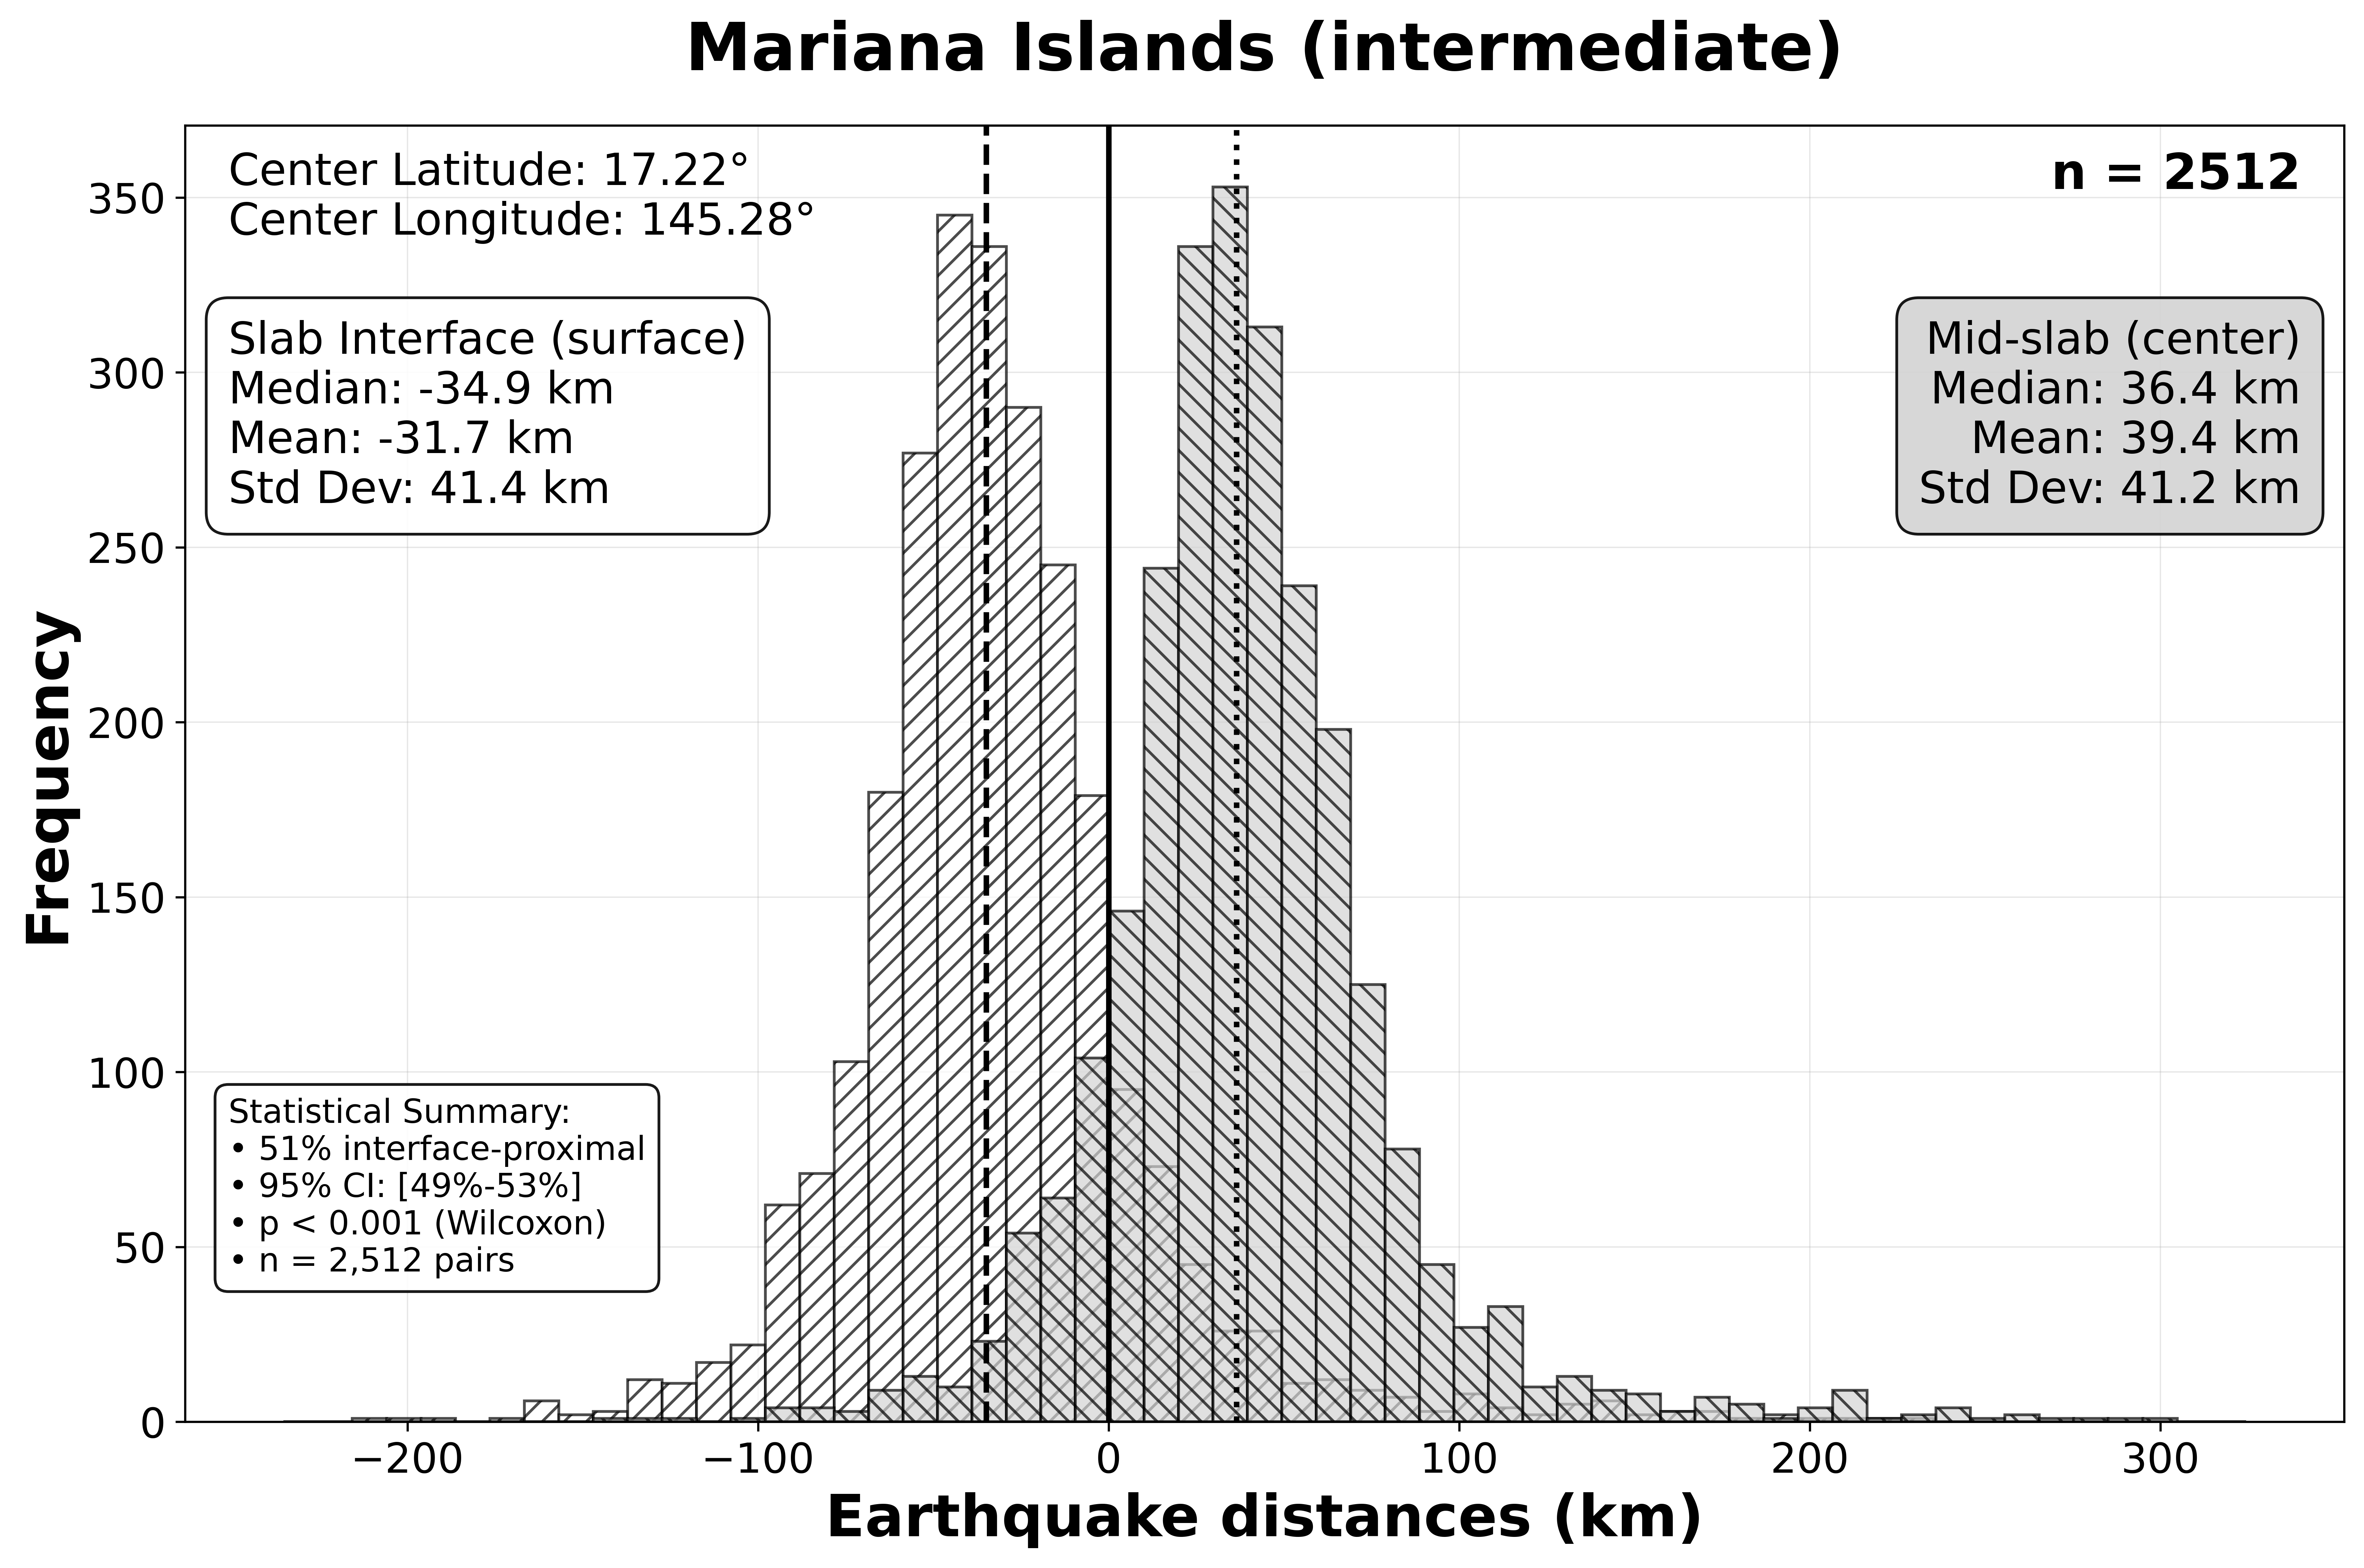 Mariana Islands (intermediate)
Center Latitude: 17.22°
Center Longitude: 145.28°
n = 2512
Slab Interface (surface)
Median: -34.9 km
Mean: -31.7 km
Std Dev: 41.4 km
Mid-slab (center)
Median: 36.4 km
Mean: 39.4 km
Std Dev: 41.2 km
Statistical Summary:
• 51% interface-proximal
• 95% CI: [49%-53%]
• p < 0.001 (Wilcoxon)
• n = 2,512 pairs
Frequency
350
300
250
200
150
100
50
0
−200
−100
0
100
200
300
Earthquake distances (km)